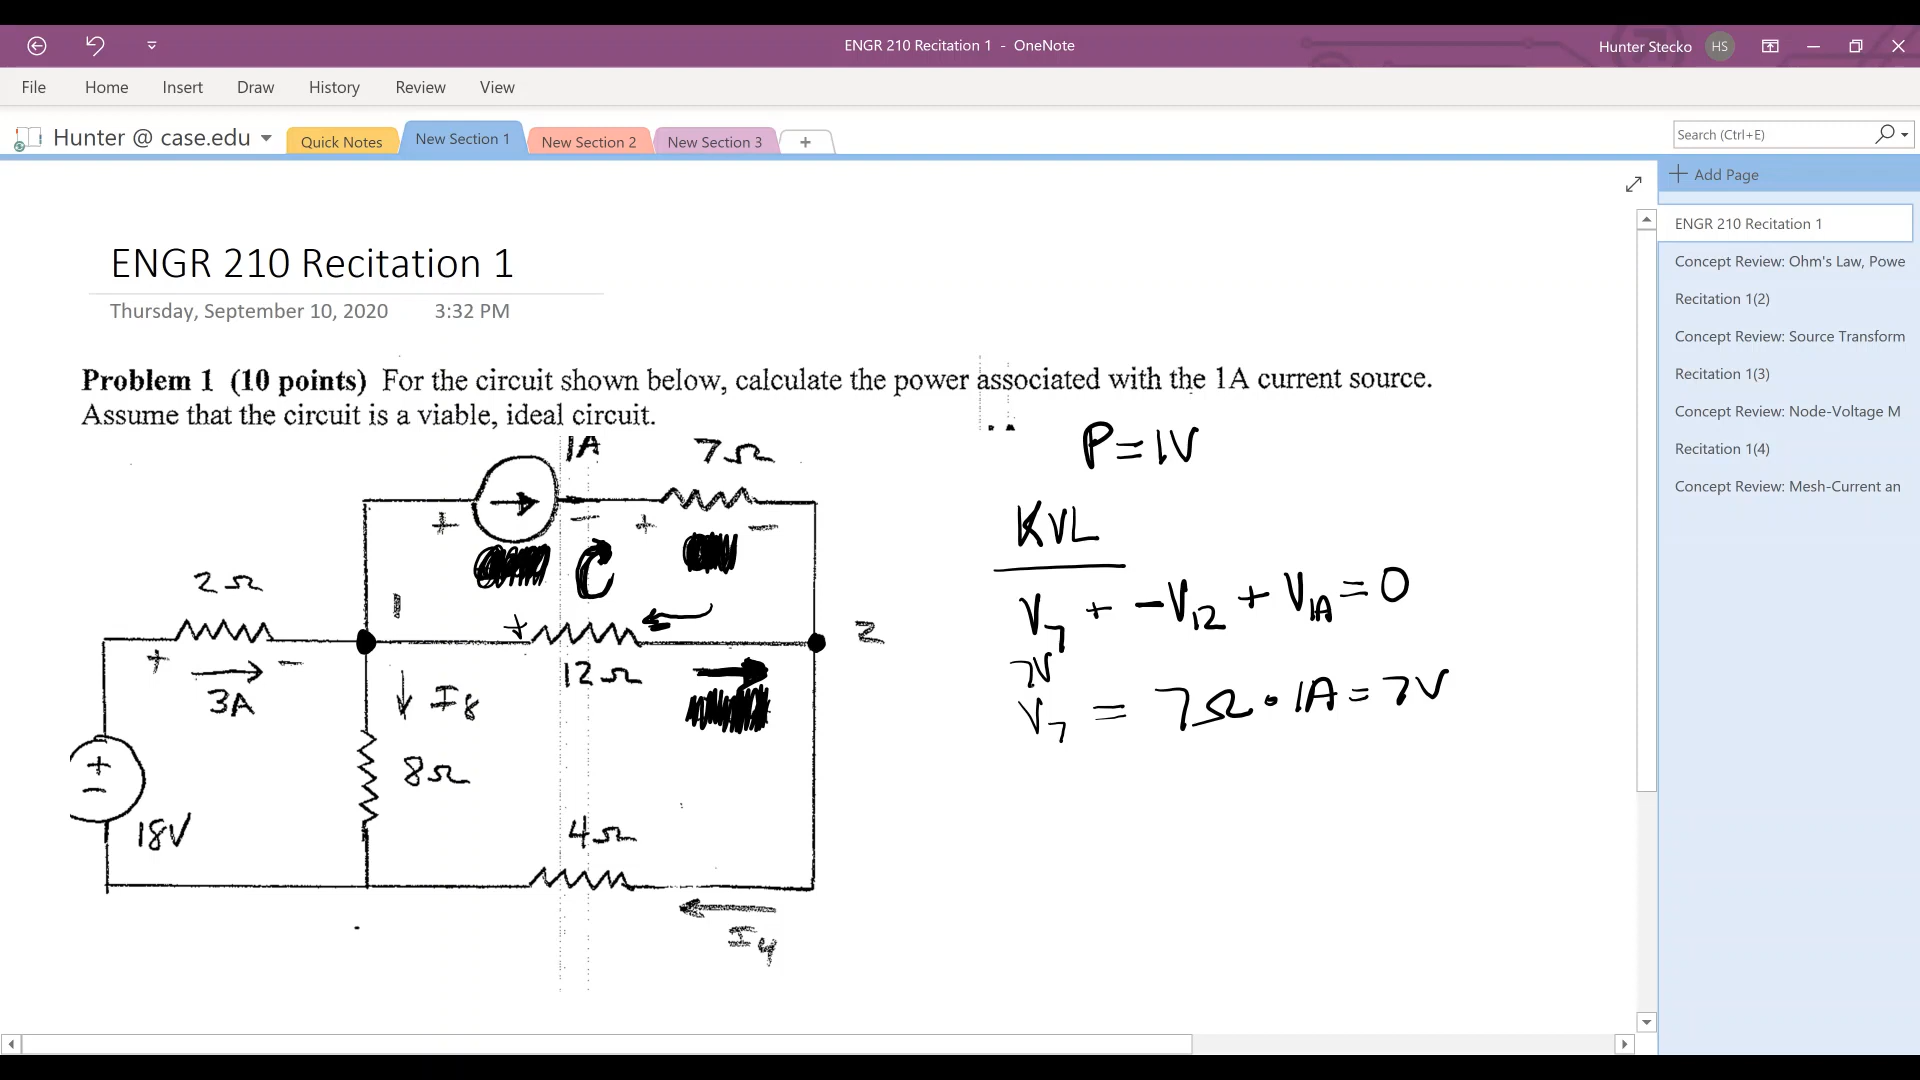 ENGR 210 Recitation 1 - OneNote
Hunter Stecko HS
File Home Insert Draw History Review View
Hunter @ case.edu Quick Notes New Section 1 New Section 2 New Section 3 +
Search (Ctrl+E)
Add Page
ENGR 210 Recitation 1
Concept Review: Ohm's Law, Powe
Recitation 1(2)
Concept Review: Source Transform
Recitation 1(3)
Concept Review: Node-Voltage M
Recitation 1(4)
Concept Review: Mesh-Current an
ENGR 210 Recitation 1
Thursday, September 10, 2020 3:32 PM
Problem 1 (10 points) For the circuit shown below, calculate the power associated with the 1A current source.
Assume that the circuit is a viable, ideal circuit.
1A
7Ω
+ − + −
2Ω
1
+
2
12Ω
+ −
3A
I8
+
−
8Ω
18V
4Ω
I4
P = IV
KVL
V7 + -V12 + V1A = 0
7V
V7 = 7Ω • 1A = 7V